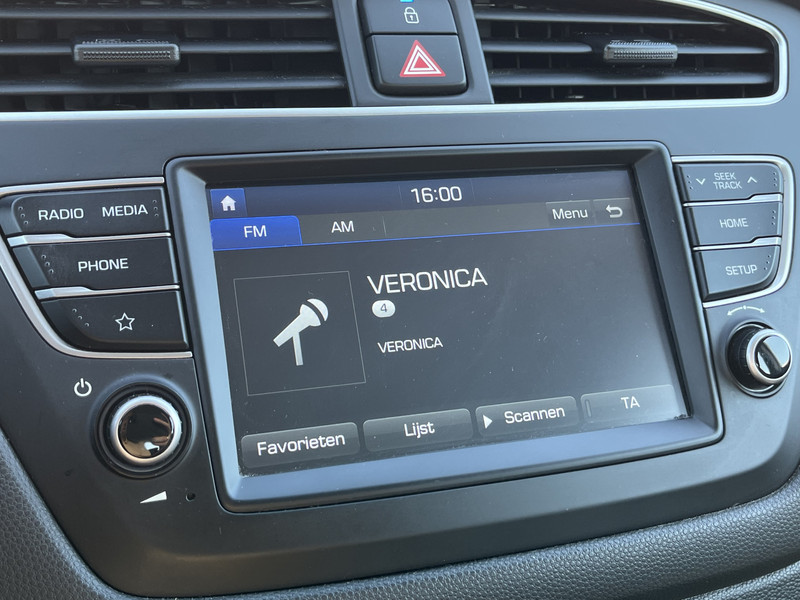 RADIO MEDIA
PHONE
16:00
FM AM Menu
VERONICA
4
VERONICA
Favorieten Lijst Scannen TA
SEEK
TRACK
HOME
SETUP